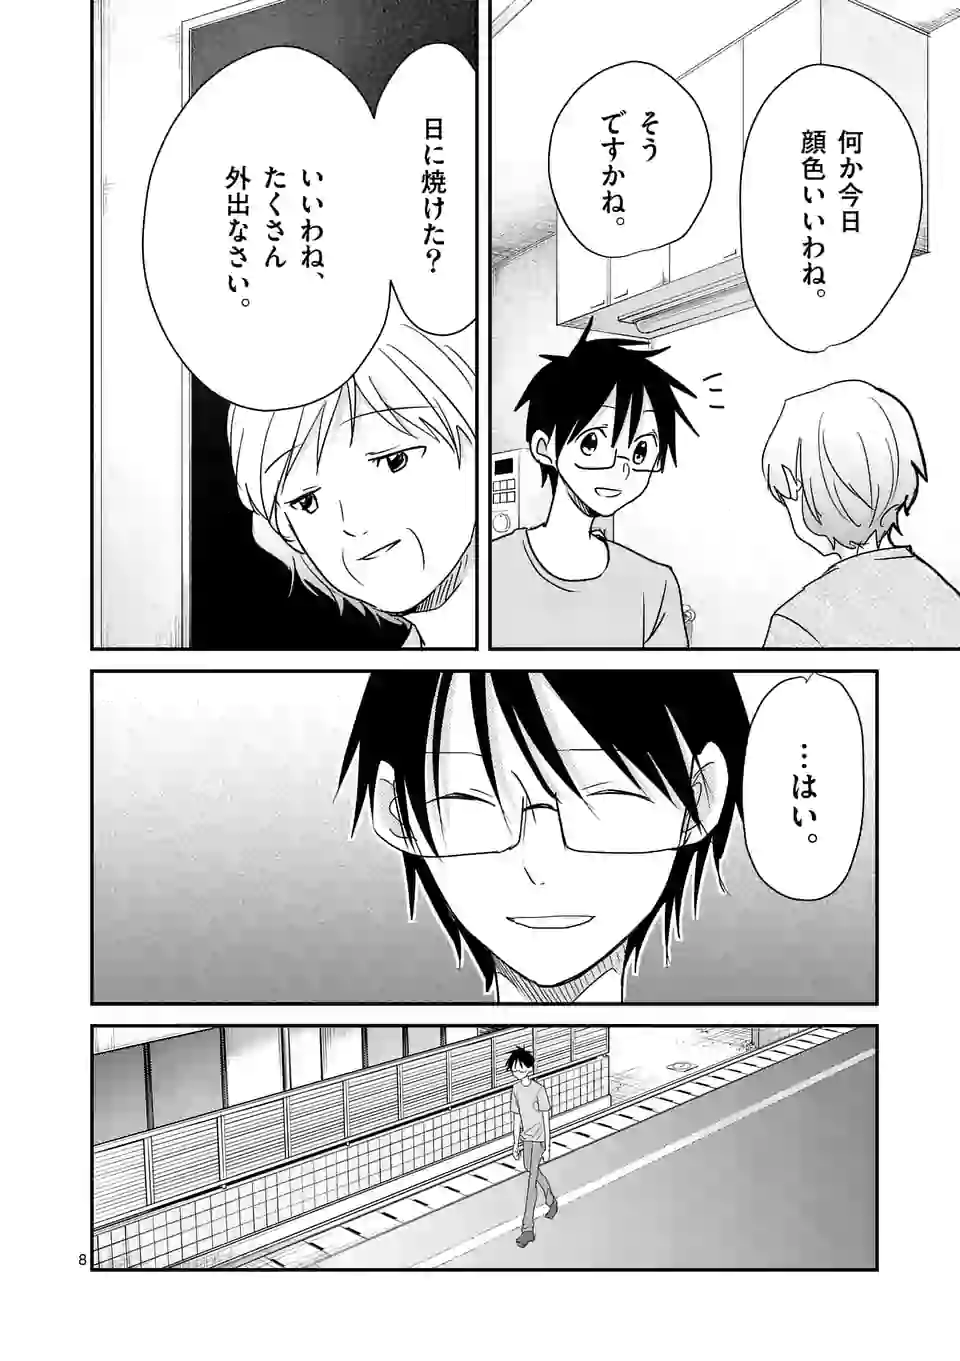 何か今日
顔色いいわね。
そう
ですかね。
日に焼けた？
いいわね、
たくさん
外出なさい。
…はい。
8